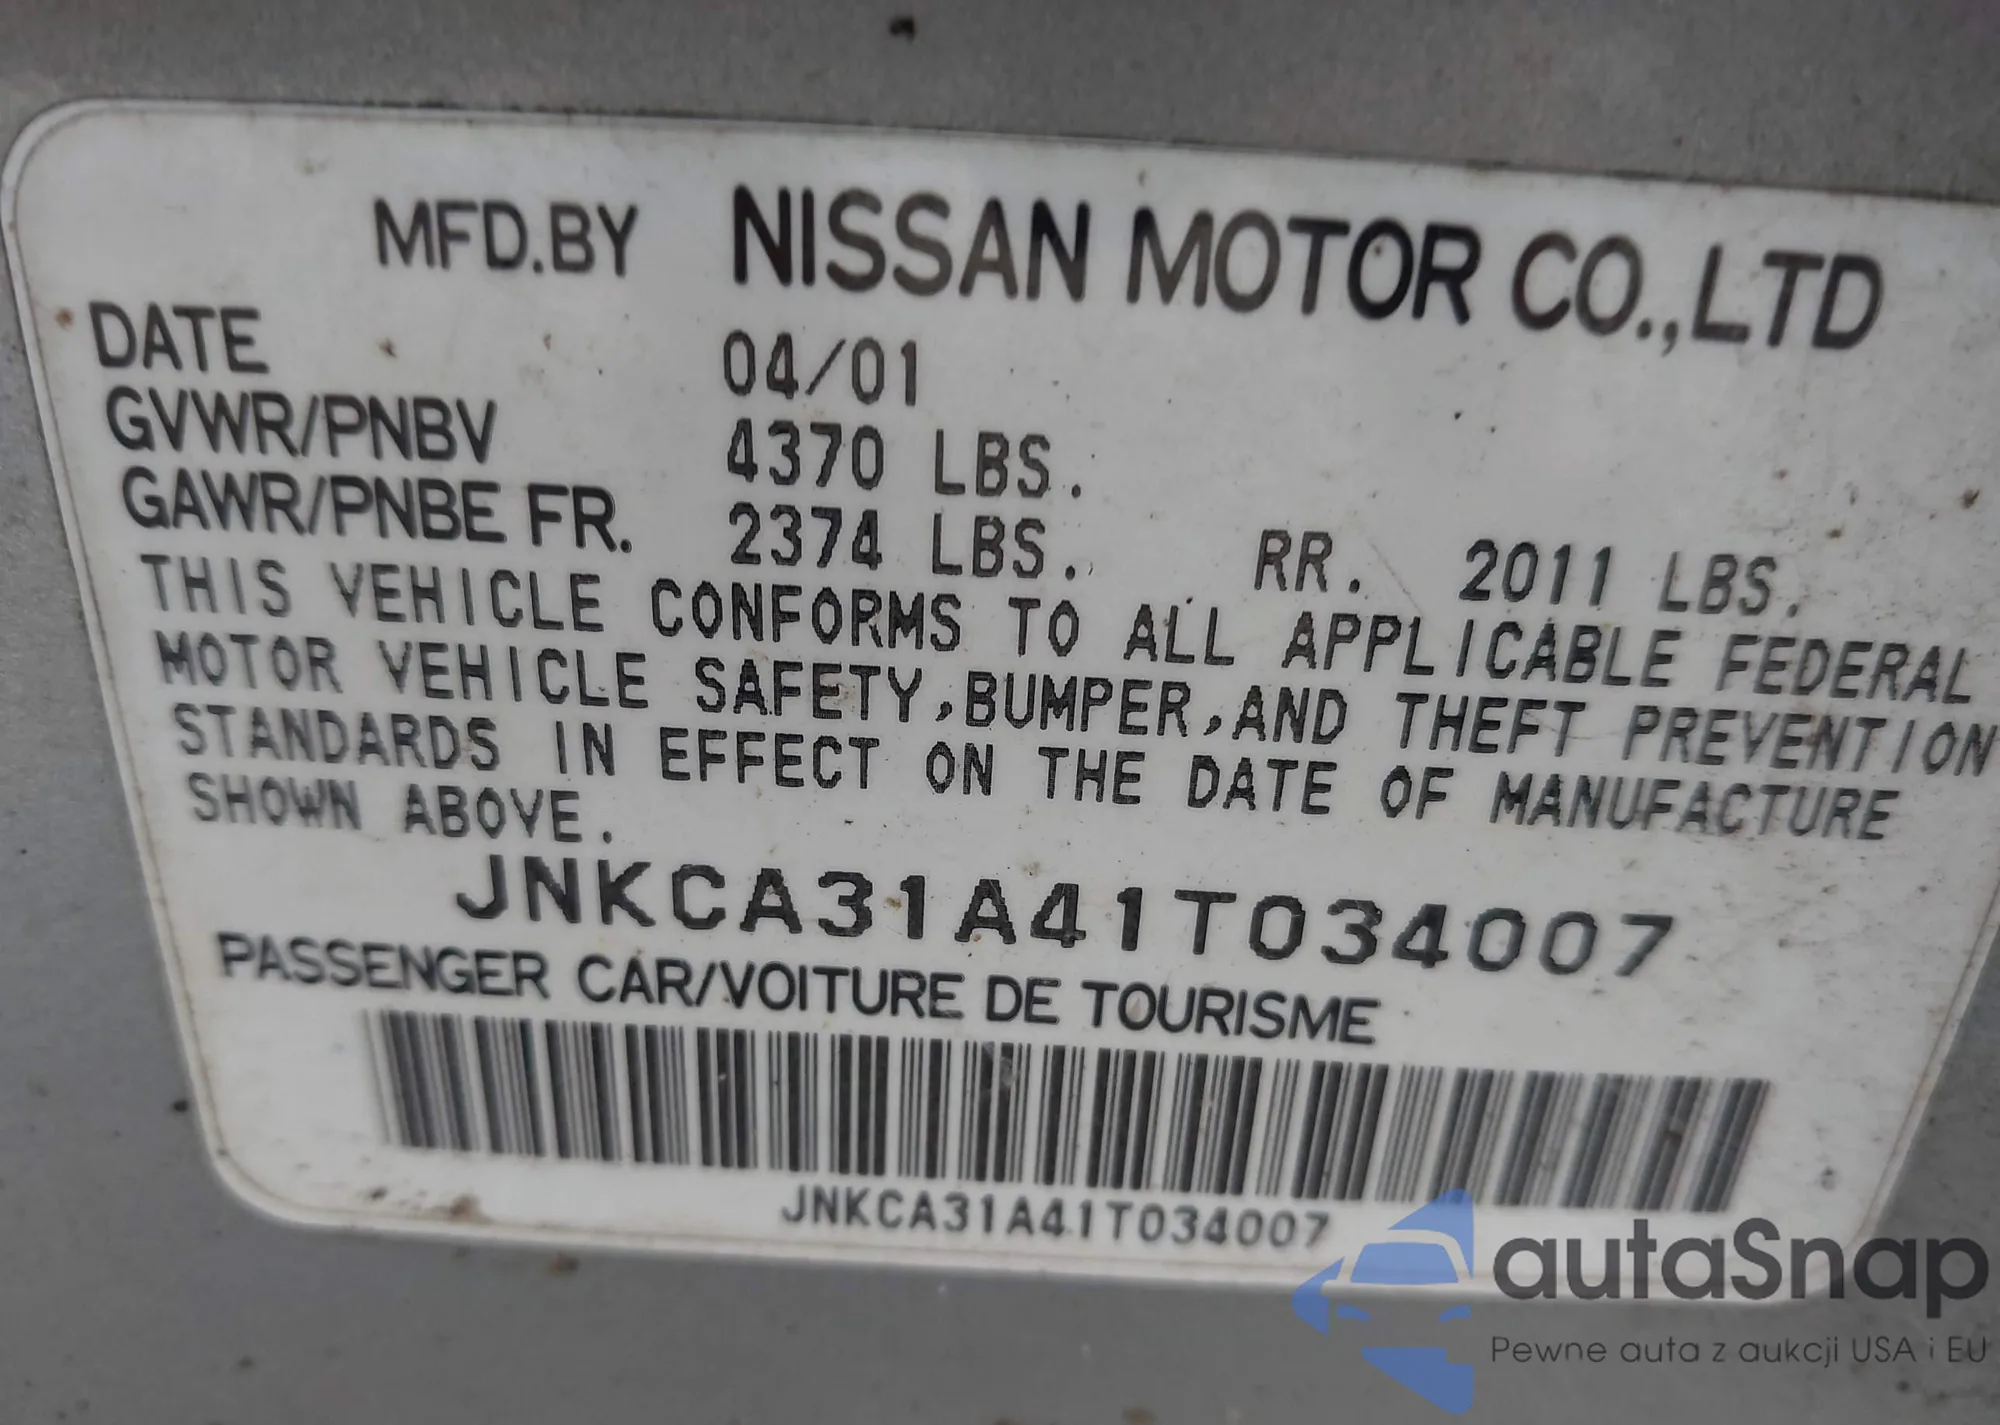 MFD.BY NISSAN MOTOR CO.,LTD
DATE 04/01
GVWR/PNBV 4370 LBS.
GAWR/PNBE FR. 2374 LBS. RR. 2011 LBS.
THIS VEHICLE CONFORMS TO ALL APPLICABLE FEDERAL
MOTOR VEHICLE SAFETY,BUMPER,AND THEFT PREVENTION
STANDARDS IN EFFECT ON THE DATE OF MANUFACTURE
SHOWN ABOVE.
JNKCA31A41T034007
PASSENGER CAR/VOITURE DE TOURISME
JNKCA31A41T034007
autaSnap
Pewne auta z aukcji USA i EU